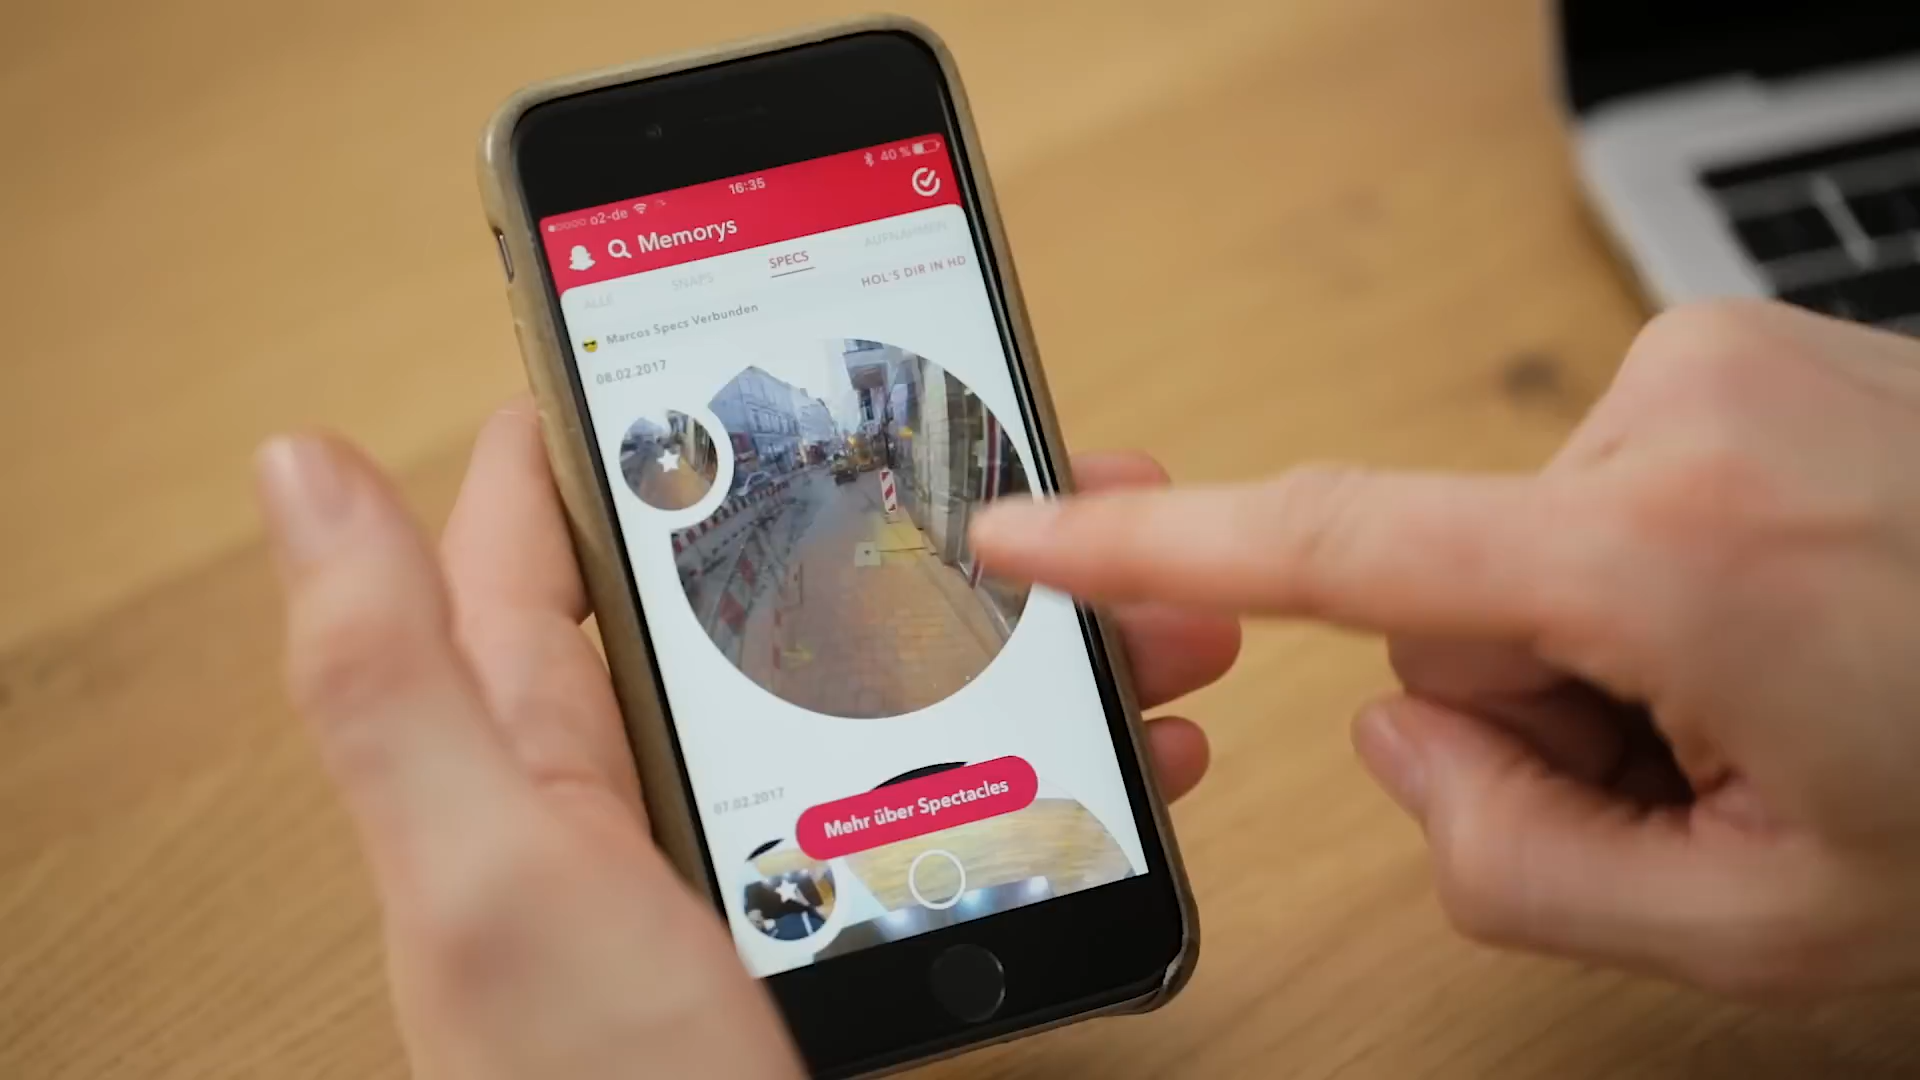 o2-de 16:35 40 %
Memorys
ALLE SNAPS SPECS AUFNAHMEN
Marcos Specs Verbunden HOL'S DIR IN HD
08.02.2017
07.02.2017
Mehr über Spectacles